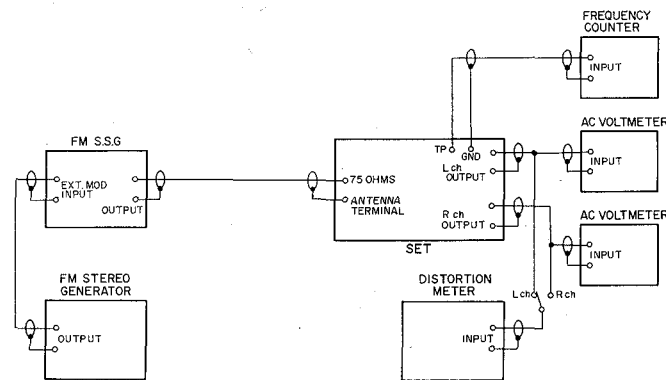 FREQUENCY
COUNTER
INPUT
FM S.S.G
EXT. MOD
INPUT
OUTPUT
TP
GND
75 OHMS
ANTENNA
TERMINAL
L ch
OUTPUT
R ch
OUTPUT
SET
AC VOLTMETER
INPUT
AC VOLTMETER
INPUT
FM STEREO
GENERATOR
OUTPUT
DISTORTION
METER
INPUT
L ch
R ch